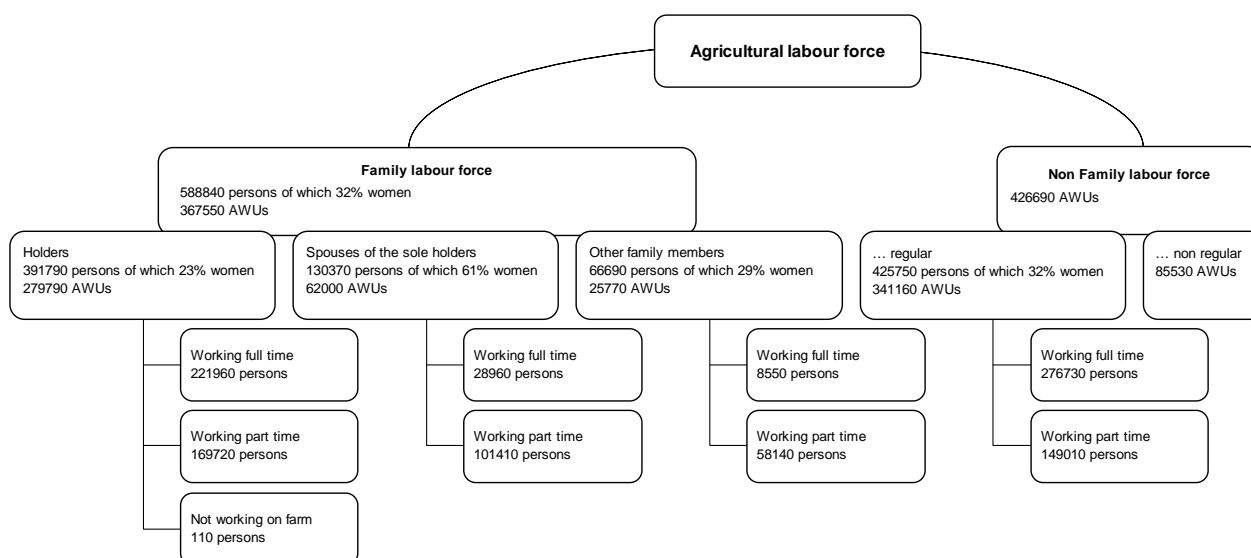 Agricultural labour force
Family labour force
588840 persons of which 32% women
367550 AWUs
Non Family labour force
426690 AWUs
Holders
391790 persons of which 23% women
279790 AWUs
Spouses of the sole holders
130370 persons of which 61% women
62000 AWUs
Other family members
66690 persons of which 29% women
25770 AWUs
... regular
425750 persons of which 32% women
341160 AWUs
... non regular
85530 AWUs
Working full time
221960 persons
Working full time
28960 persons
Working full time
8550 persons
Working full time
276730 persons
Working part time
169720 persons
Working part time
101410 persons
Working part time
58140 persons
Working part time
149010 persons
Not working on farm
110 persons